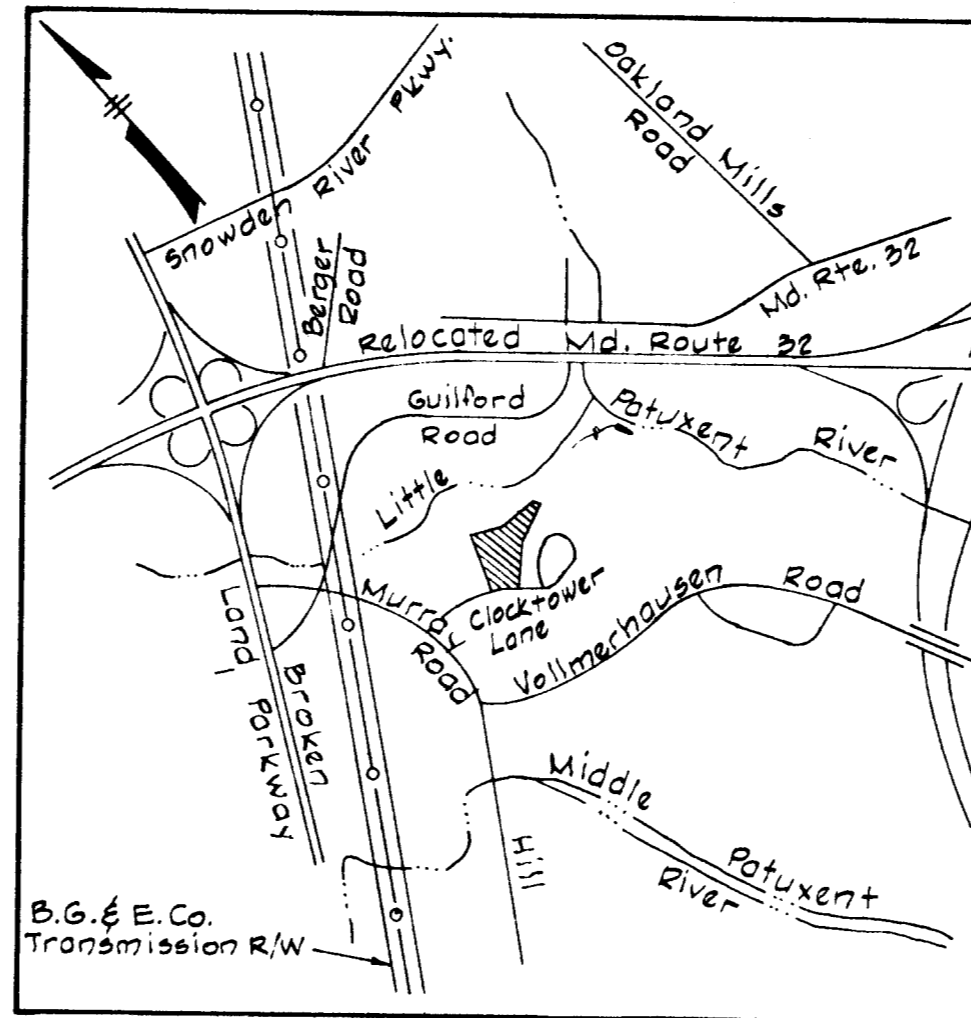 Snowden River PKwy.
Oakland Mills
Road
Berger
Road
Md. Rte. 32
Relocated Md. Route 32
Guilford
Road
Patuxent River
Little
Murray
Road
Hill
Clocktower
Lane
Vollmerhausen Road
Broken
Land Parkway
Middle
Patuxent
River
B.G.& E.Co.
Transmission R/W